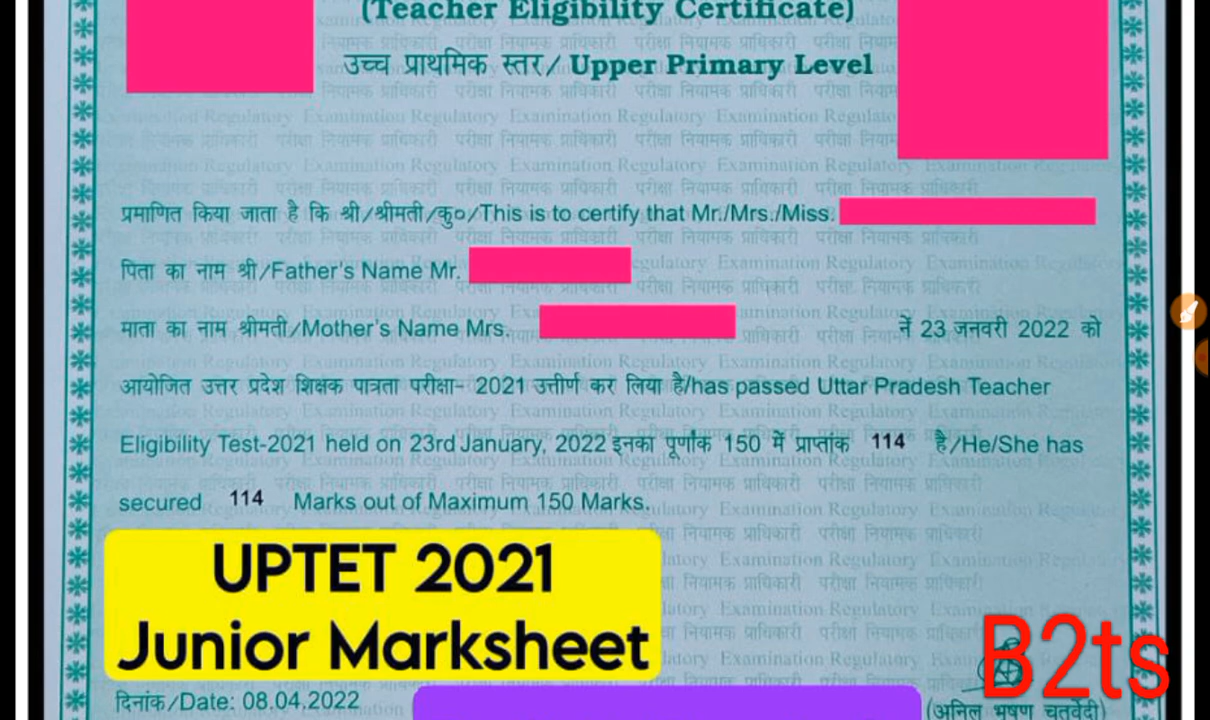 (Teacher Eligibility Certificate)
उच्च प्राथमिक स्तर/ Upper Primary Level
प्रमाणित किया जाता है कि श्री/श्रीमती/कु०/This is to certify that Mr./Mrs./Miss.
पिता का नाम श्री/Father's Name Mr.
माता का नाम श्रीमती/Mother's Name Mrs. नें 23 जनवरी 2022 को
आयोजित उत्तर प्रदेश शिक्षक पात्रता परीक्षा- 2021 उत्तीर्ण कर लिया है/has passed Uttar Pradesh Teacher
Eligibility Test-2021 held on 23rd January, 2022 इनका पूर्णांक 150 में प्राप्तांक 114 है/He/She has
secured 114 Marks out of Maximum 150 Marks.
UPTET 2021
Junior Marksheet
B2ts
दिनांक/Date: 08.04.2022
(अनिल भूषण चतुर्वेदी)